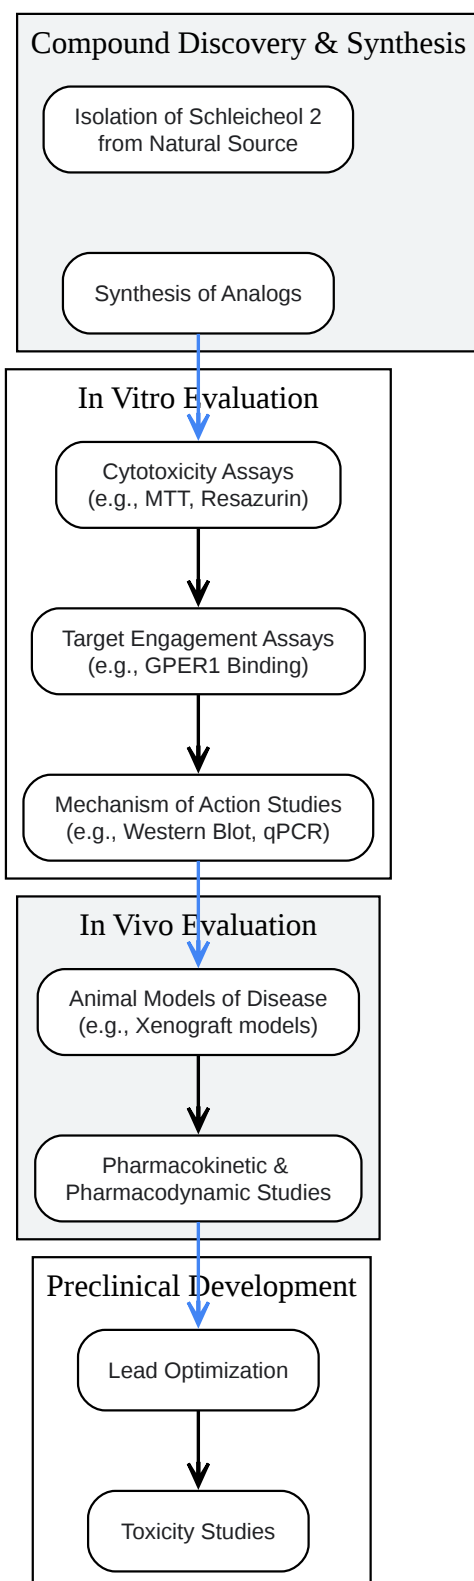 Compound Discovery & Synthesis
Isolation of Schleicheol 2
from Natural Source
Synthesis of Analogs
In Vitro Evaluation
Cytotoxicity Assays
(e.g., MTT, Resazurin)
Target Engagement Assays
(e.g., GPER1 Binding)
Mechanism of Action Studies
(e.g., Western Blot, qPCR)
In Vivo Evaluation
Animal Models of Disease
(e.g., Xenograft models)
Pharmacokinetic &
Pharmacodynamic Studies
Preclinical Development
Lead Optimization
Toxicity Studies